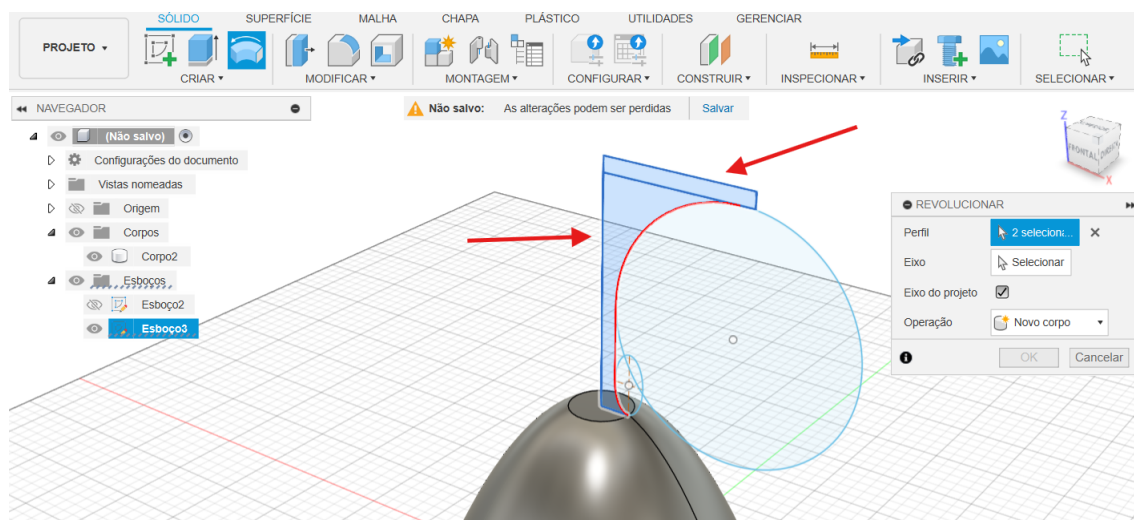 SÓLIDO SUPERFÍCIE MALHA CHAPA PLÁSTICO UTILIDADES GERENCIAR
PROJETO
CRIAR MODIFICAR MONTAGEM CONFIGURAR CONSTRUIR INSPECIONAR INSERIR SELECIONAR
NAVEGADOR
Não salvo: As alterações podem ser perdidas Salvar
(Não salvo)
Configurações do documento
Vistas nomeadas
Origem
Corpos
Corpo2
Esboços
Esboço2
Esboço3
Z
FRONTAL
X
REVOLUCIONAR
Perfil 2 seleciona...
Eixo Selecionar
Eixo do projeto
Operação Novo corpo
OK Cancelar